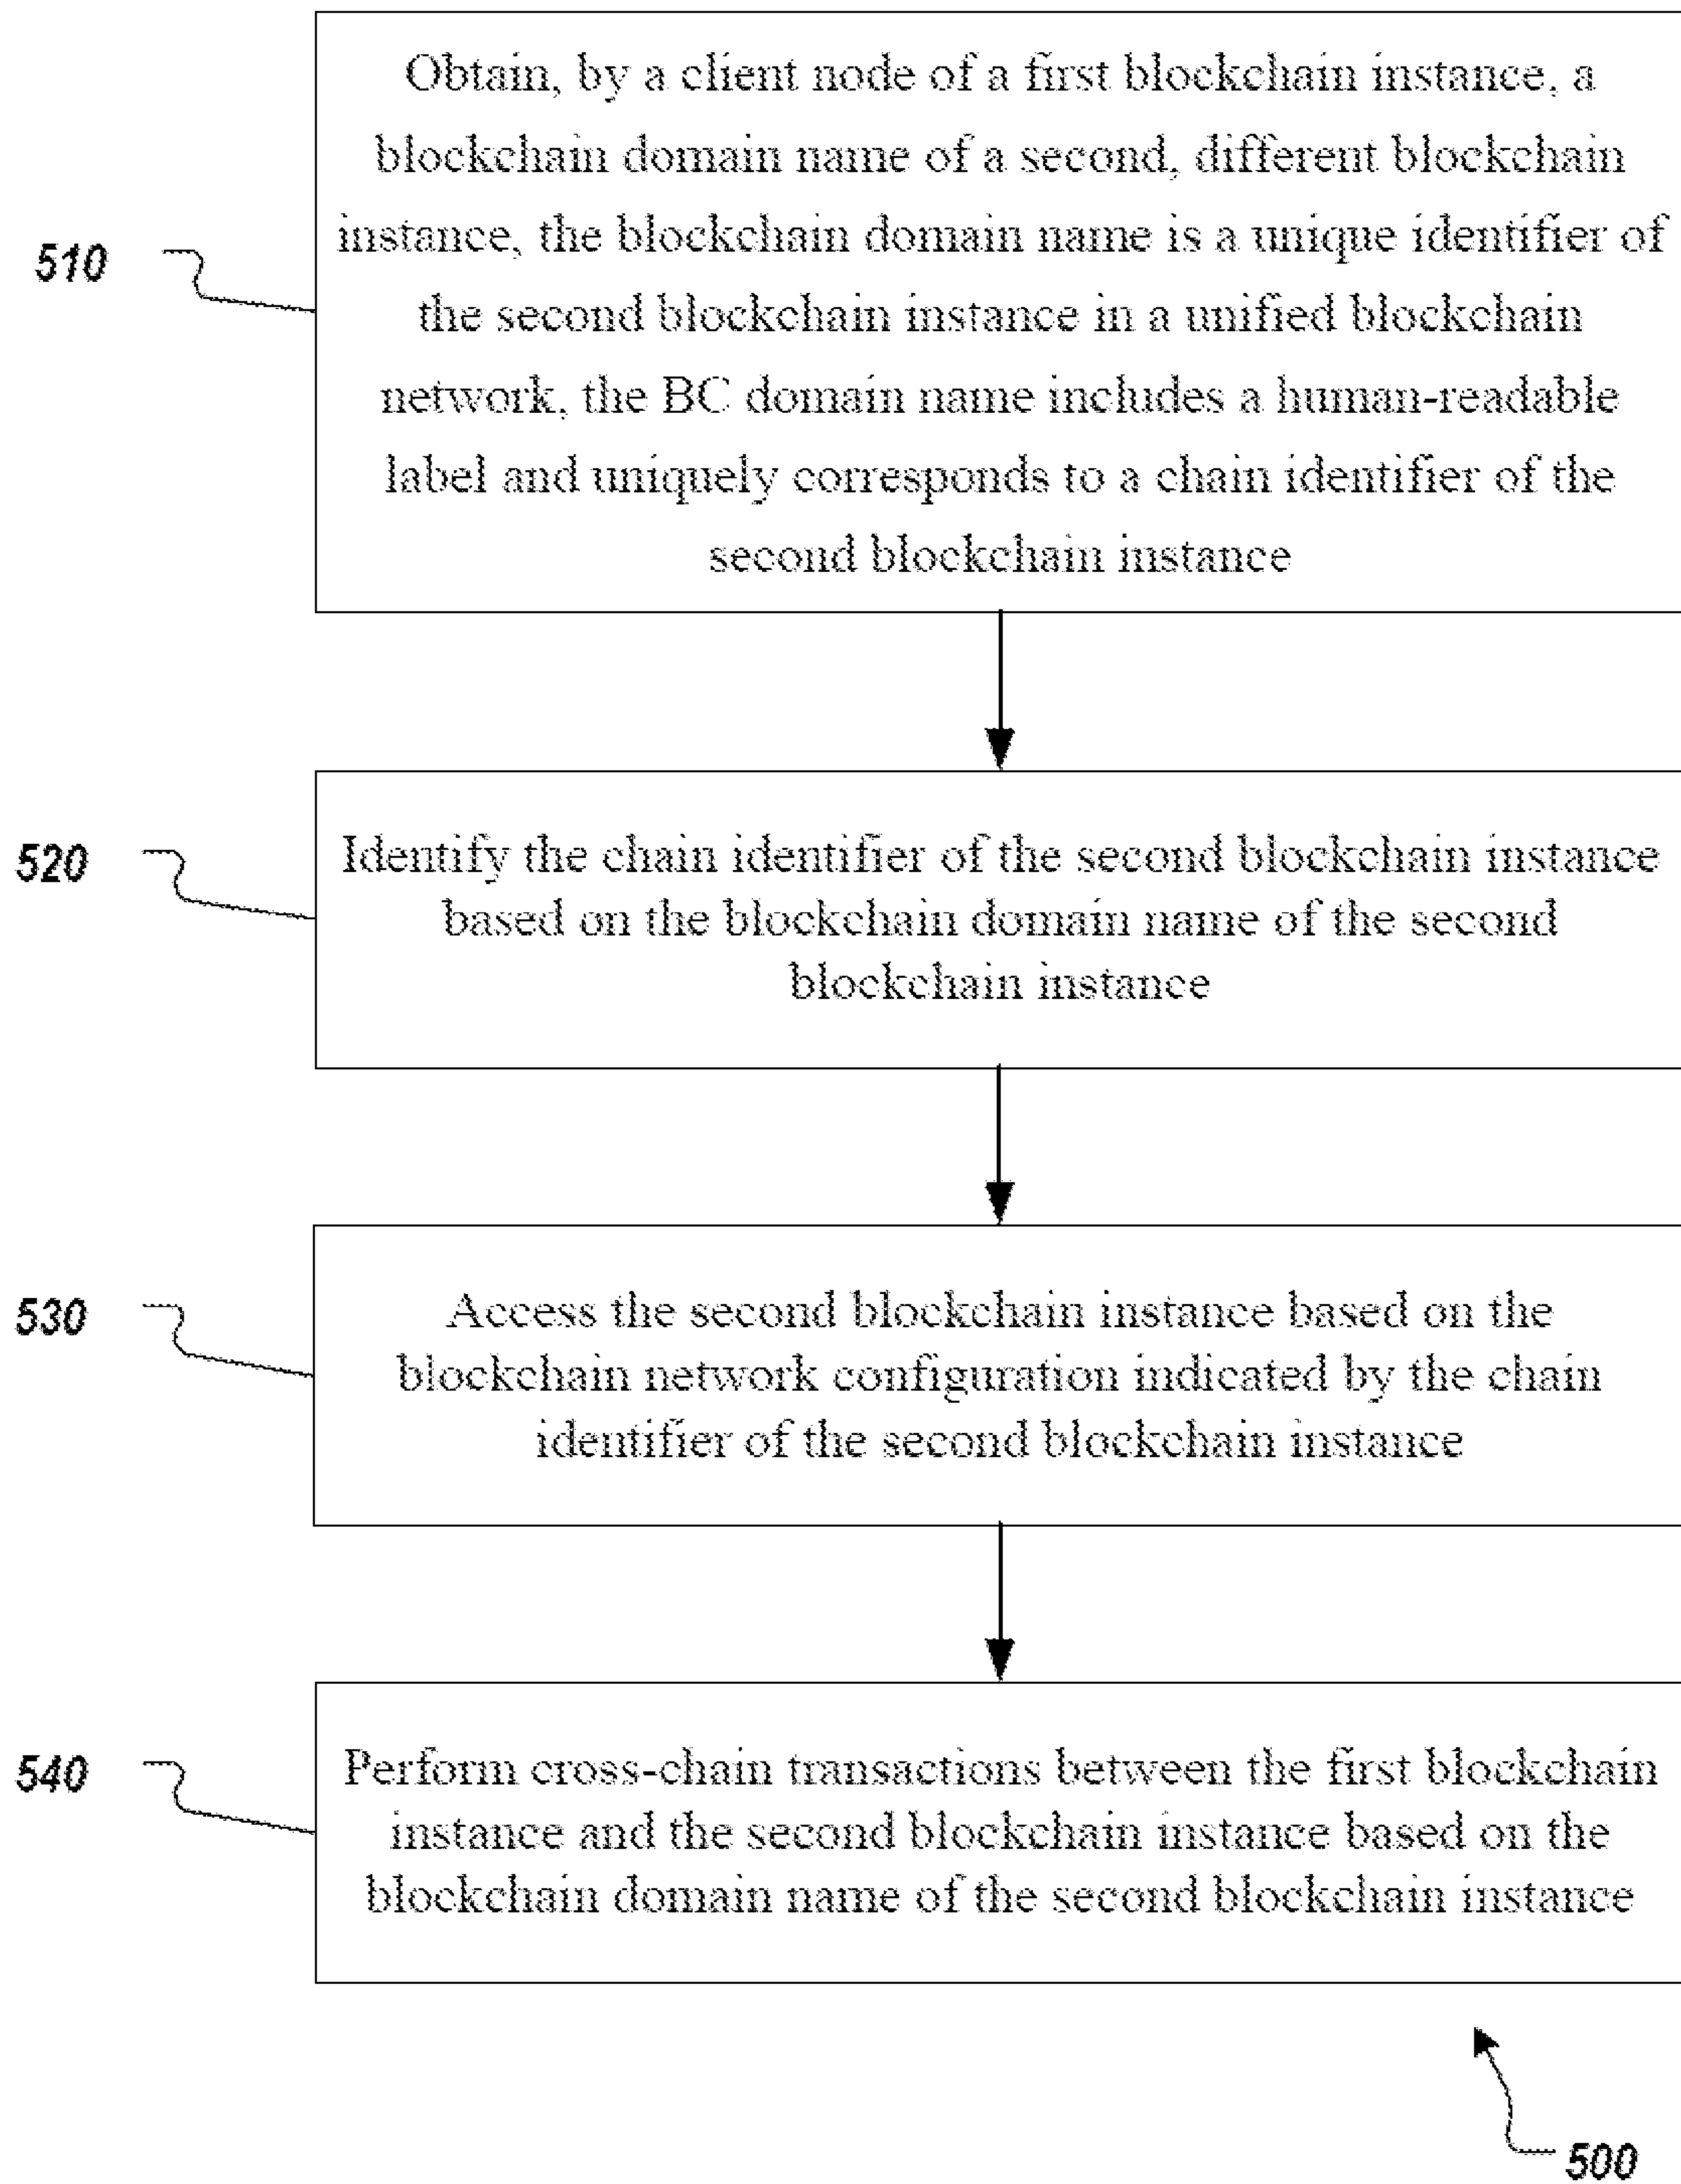 Obtain, by a client node of a first blockchain instance, a
blockchain domain name of a second, different blockchain
instance, the blockchain domain name is a unique identifier of
the second blockchain instance in a unified blockchain
network, the BC domain name includes a human-readable
label and uniquely corresponds to a chain identifier of the
second blockchain instance
510
Identify the chain identifier of the second blockchain instance
based on the blockchain domain name of the second
blockchain instance
520
Access the second blockchain instance based on the
blockchain network configuration indicated by the chain
identifier of the second blockchain instance
530
Perform cross-chain transactions between the first blockchain
instance and the second blockchain instance based on the
blockchain domain name of the second blockchain instance
540
500